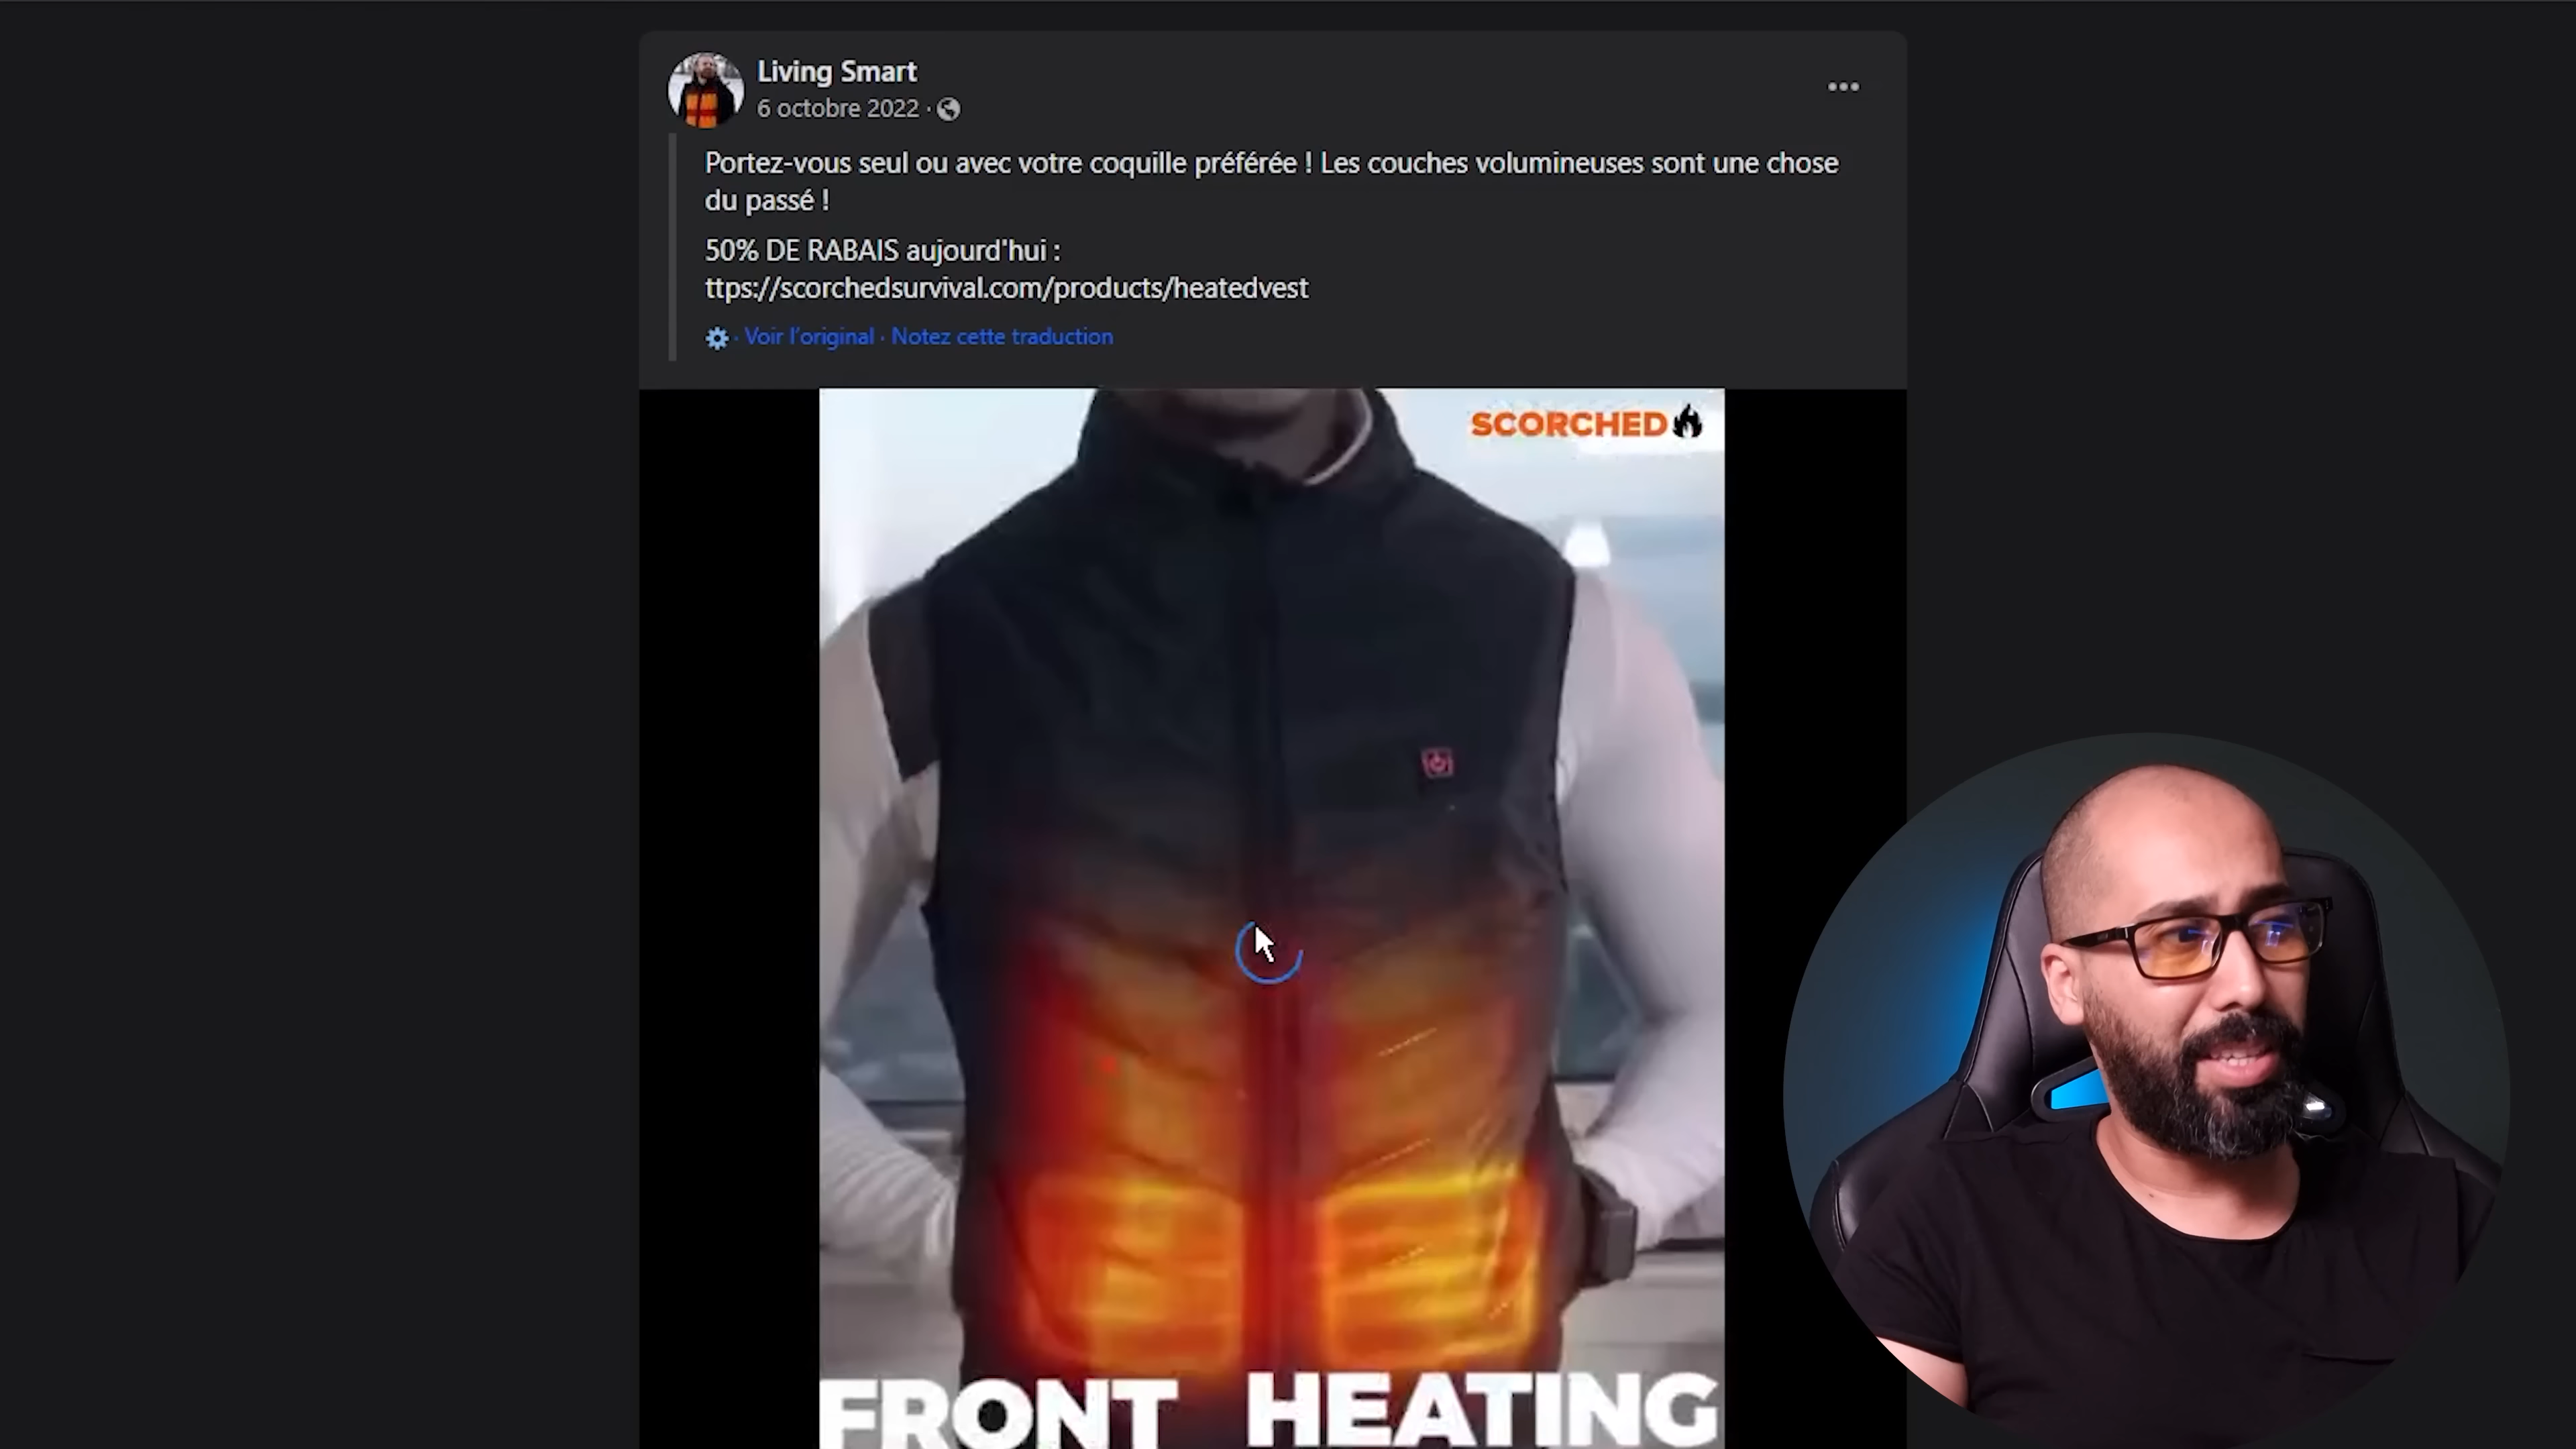 Living Smart
6 octobre 2022 ·
Portez-vous seul ou avec votre coquille préférée ! Les couches volumineuses sont une chose
du passé !
50% DE RABAIS aujourd'hui :
ttps://scorchedsurvival.com/products/heatedvest
· Voir l'original · Notez cette traduction
SCORCHED
FRONT HEATING